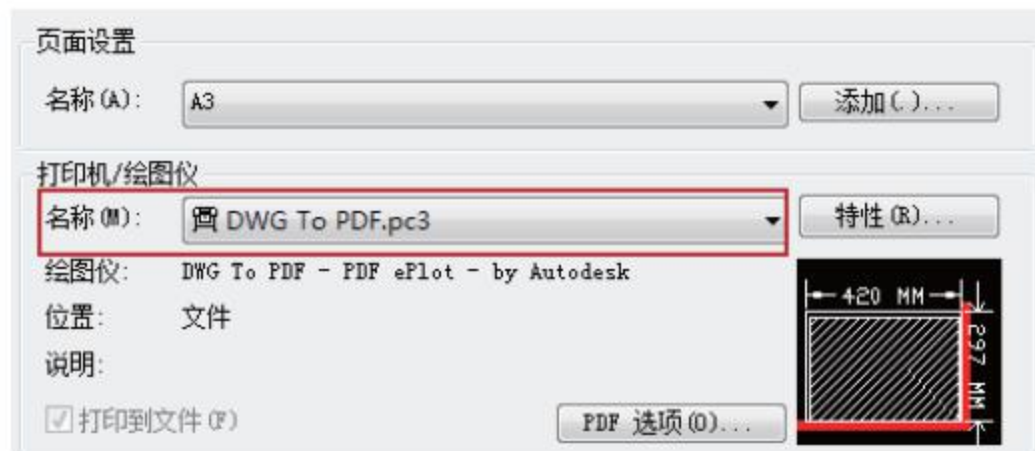 页面设置
名称(A): A3 添加(.)...
打印机/绘图仪
名称(M): DWG To PDF.pc3 特性(R)...
绘图仪: DWG To PDF - PDF ePlot - by Autodesk
位置: 文件
说明:
420 MM
297 MM
打印到文件(F) PDF 选项(O)...